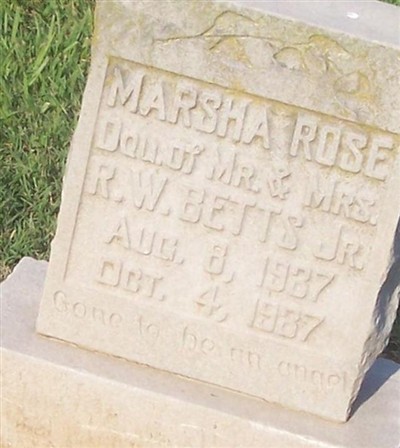 MARSHA ROSE
Dau. of Mr. & Mrs.
R. W. BETTS Jr.
Aug. 8, 1937
Oct. 4, 1937
Gone to be an angel